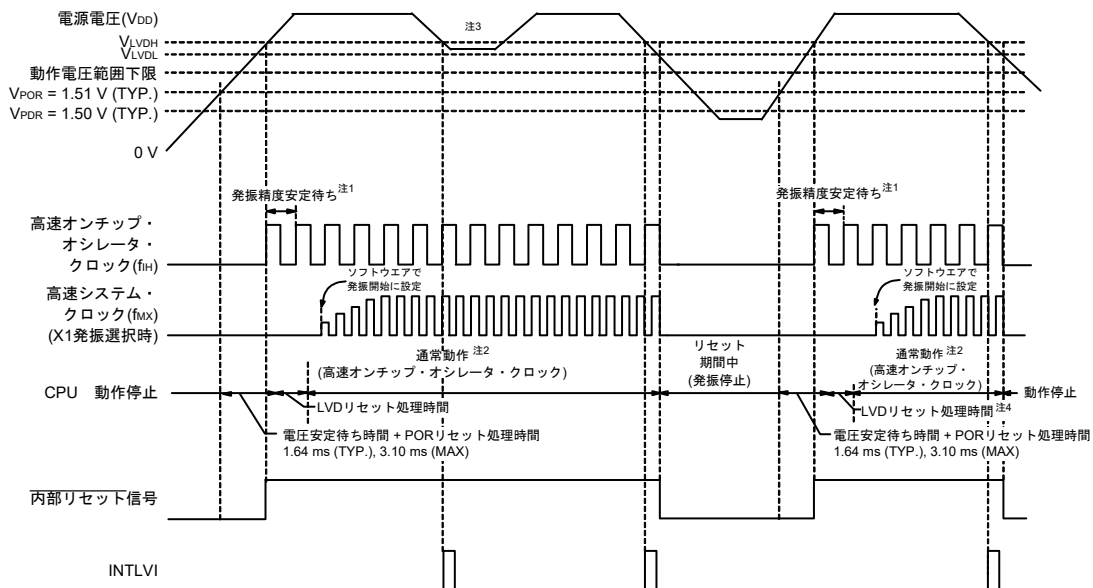 電源電圧(VDD)
注3
VLVDH
VLVDL
動作電圧範囲下限
VPOR = 1.51 V (TYP.)
VPDR = 1.50 V (TYP.)
0 V
発振精度安定待ち注1
発振精度安定待ち注1
高速オンチップ・
オシレータ・
クロック(fIH)
ソフトウエアで
発振開始に設定
ソフトウエアで
発振開始に設定
高速システム・
クロック(fMX)
(X1発振選択時)
通常動作 注2
(高速オンチップ・オシレータ・クロック)
リセット
期間中
(発振停止)
通常動作 注2
(高速オンチップ・
オシレータ・クロック)
CPU 動作停止
動作停止
LVDリセット処理時間
LVDリセット処理時間注4
電圧安定待ち時間 + PORリセット処理時間
1.64 ms (TYP.), 3.10 ms (MAX)
電圧安定待ち時間 + PORリセット処理時間
1.64 ms (TYP.), 3.10 ms (MAX)
内部リセット信号
INTLVI